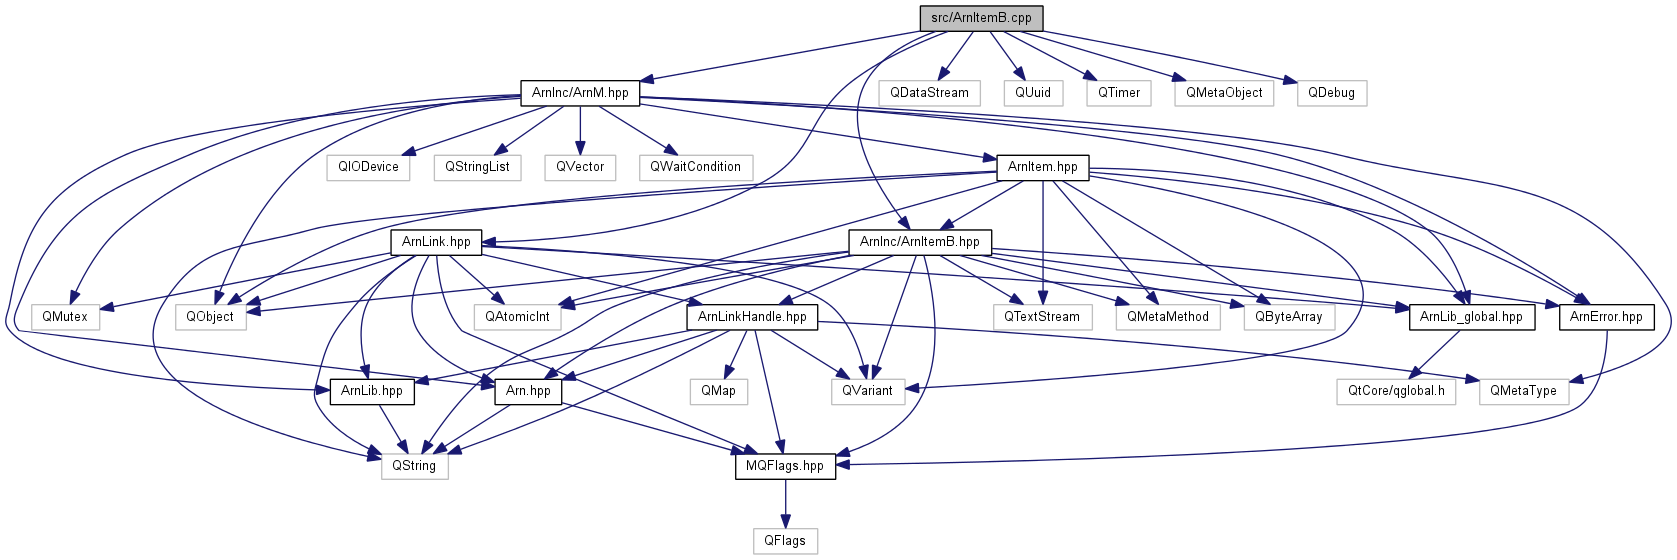 src/ArnItemB.cpp
ArnInc/ArnM.hpp
QDataStream
QUuid
QTimer
QMetaObject
QDebug
QIODevice
QStringList
QVector
QWaitCondition
ArnItem.hpp
ArnLink.hpp
ArnInc/ArnItemB.hpp
QMutex
QObject
QAtomicInt
ArnLinkHandle.hpp
QTextStream
QMetaMethod
QByteArray
ArnLib_global.hpp
ArnError.hpp
ArnLib.hpp
Arn.hpp
QMap
QVariant
QtCore/qglobal.h
QMetaType
QString
MQFlags.hpp
QFlags